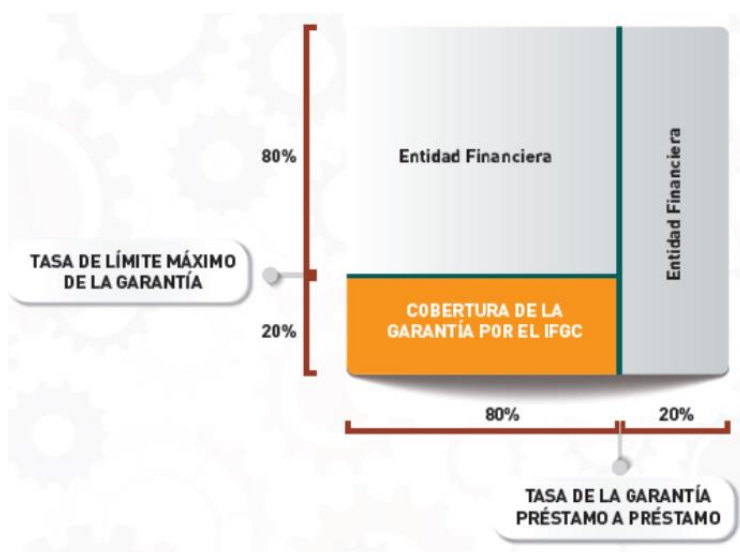 80%
Entidad Financiera
Entidad Financiera
TASA DE LÍMITE MÁXIMO
DE LA GARANTÍA
20%
COBERTURA DE LA
GARANTÍA POR EL IFGC
80%
20%
TASA DE LA GARANTÍA
PRÉSTAMO A PRÉSTAMO